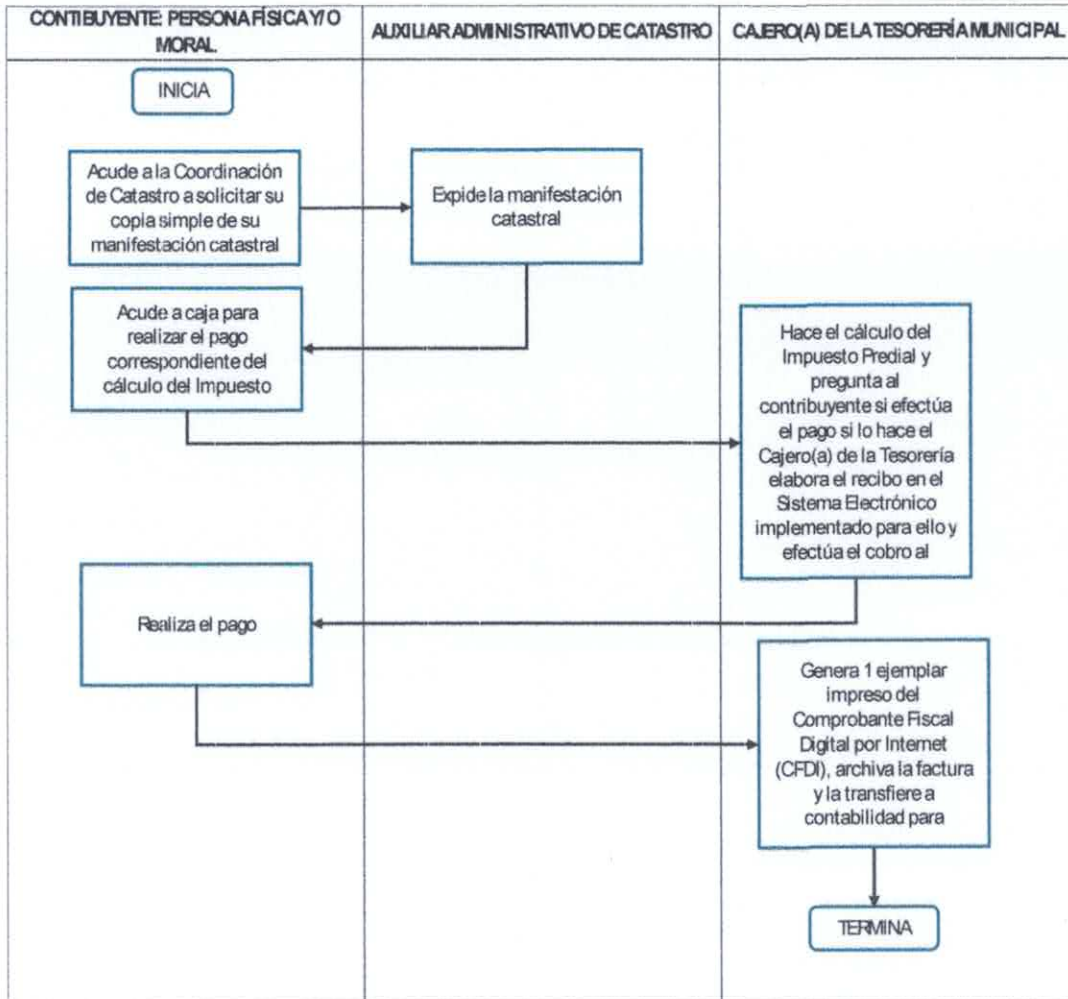 CONTIBUYENTE: PERSONA FÍSICA Y/O
MORAL
AUXILIAR ADMINISTRATIVO DE CATASTRO
CAJERO(A) DE LA TESORERÍA MUNICIPAL
INICIA
Acude a la Coordinación
de Catastro a solicitar su
copia simple de su
manifestación catastral
Expide la manifestación
catastral
Acude a caja para
realizar el pago
correspondiente del
cálculo del Impuesto
Hace el cálculo del
Impuesto Predial y
pregunta al
contribuyente si efectúa
el pago si lo hace el
Cajero(a) de la Tesorería
elabora el recibo en el
Sistema Electrónico
implementado para ello y
efectúa el cobro al
Realiza el pago
Genera 1 ejemplar
impreso del
Comprobante Fiscal
Digital por Internet
(CFDI), archiva la factura
y la transfiere a
contabilidad para
TERMINA